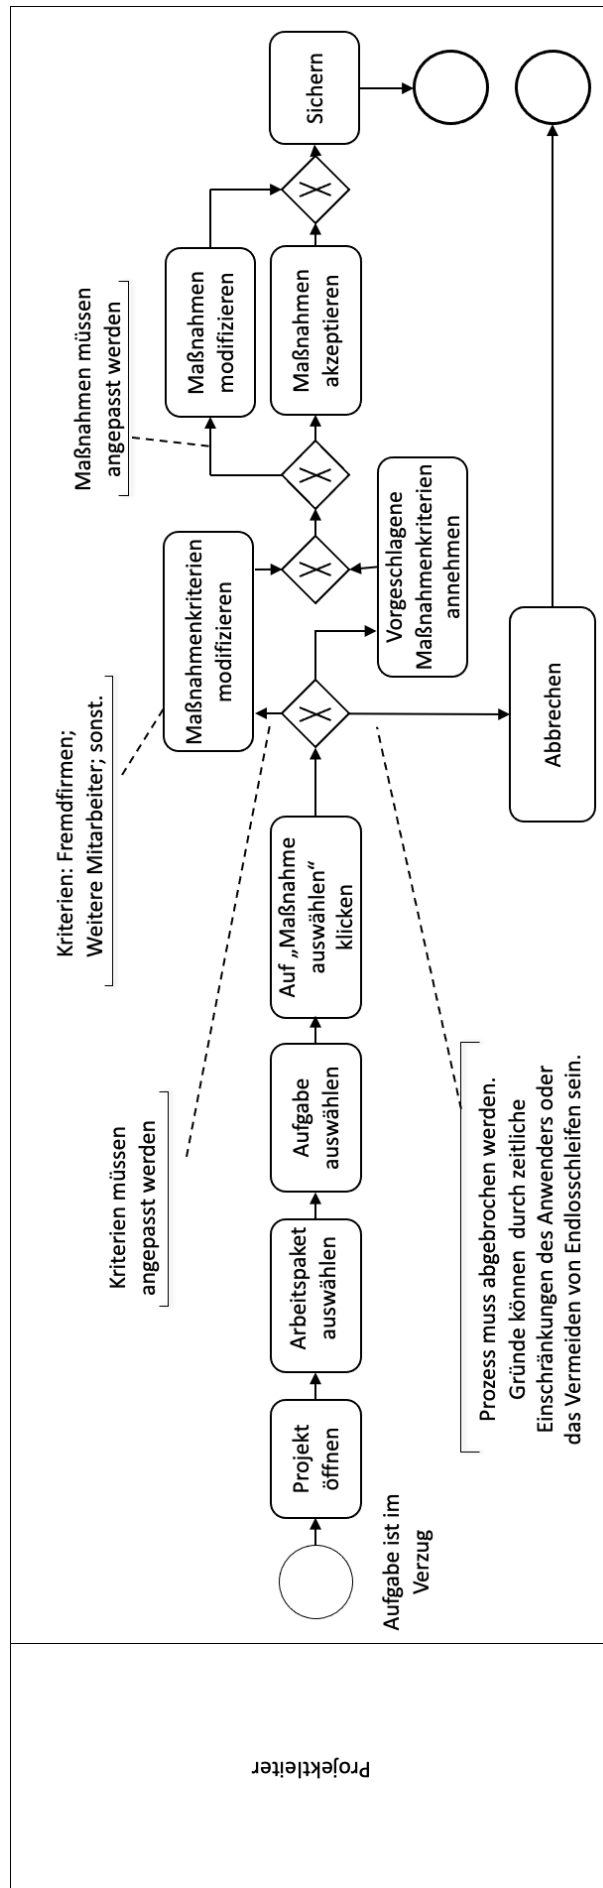 Projektleiter
Aufgabe ist im
Verzug
Projekt
öffnen
Arbeitspaket
auswählen
Aufgabe
auswählen
Auf „Maßnahme
auswählen“
klicken
Kriterien müssen
angepasst werden
Kriterien: Fremdfirmen;
Weitere Mitarbeiter; sonst.
Prozess muss abgebrochen werden.
Gründe können durch zeitliche
Einschränkungen des Anwenders oder
das Vermeiden von Endlosschleifen sein.
X
Maßnahmenkriterien
modifizieren
Vorgeschlagene
Maßnahmenkriterien
annehmen
Abbrechen
X
X
Maßnahmen müssen
angepasst werden
Maßnahmen
modifizieren
Maßnahmen
akzeptieren
X
Sichern